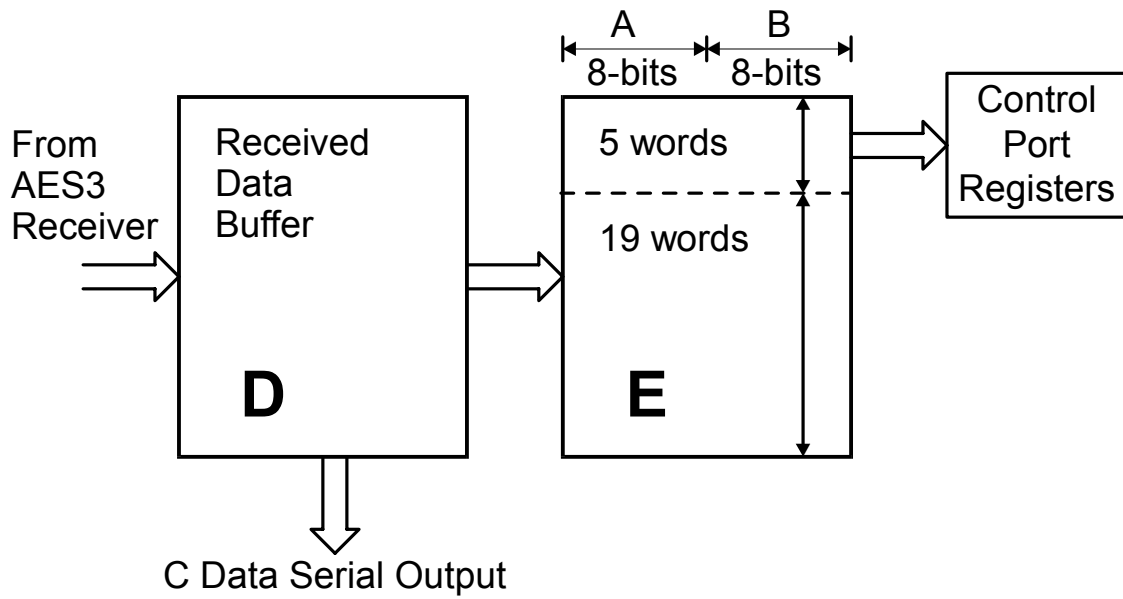 From
AES3
Receiver
Received
Data
Buffer
D
C Data Serial Output
A
B
8-bits
8-bits
5 words
19 words
E
Control
Port
Registers